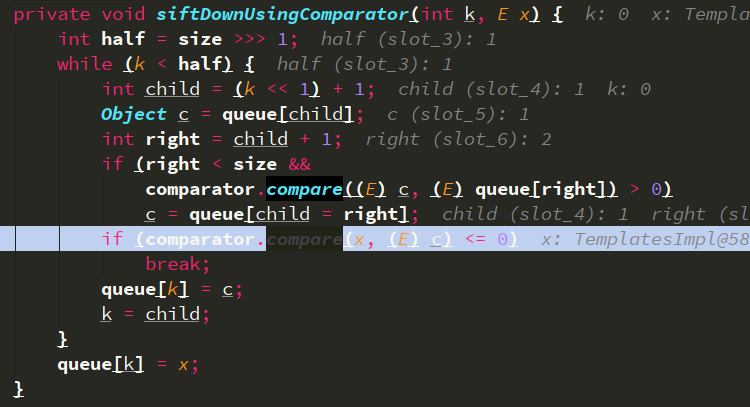 private void siftDownUsingComparator(int k, E x) {  k: 0  x: Templa
    int half = size >>> 1;  half (slot_3): 1
    while (k < half) {  half (slot_3): 1
        int child = (k << 1) + 1;  child (slot_4): 1  k: 0
        Object c = queue[child];  c (slot_5): 1
        int right = child + 1;  right (slot_6): 2
        if (right < size &&
            comparator.compare((E) c, (E) queue[right]) > 0)
            c = queue[child = right];  child (slot_4): 1  right (sl
        if (comparator.compare(x, (E) c) <= 0)  x: TemplatesImpl@58
            break;
        queue[k] = c;
        k = child;
    }
    queue[k] = x;
}